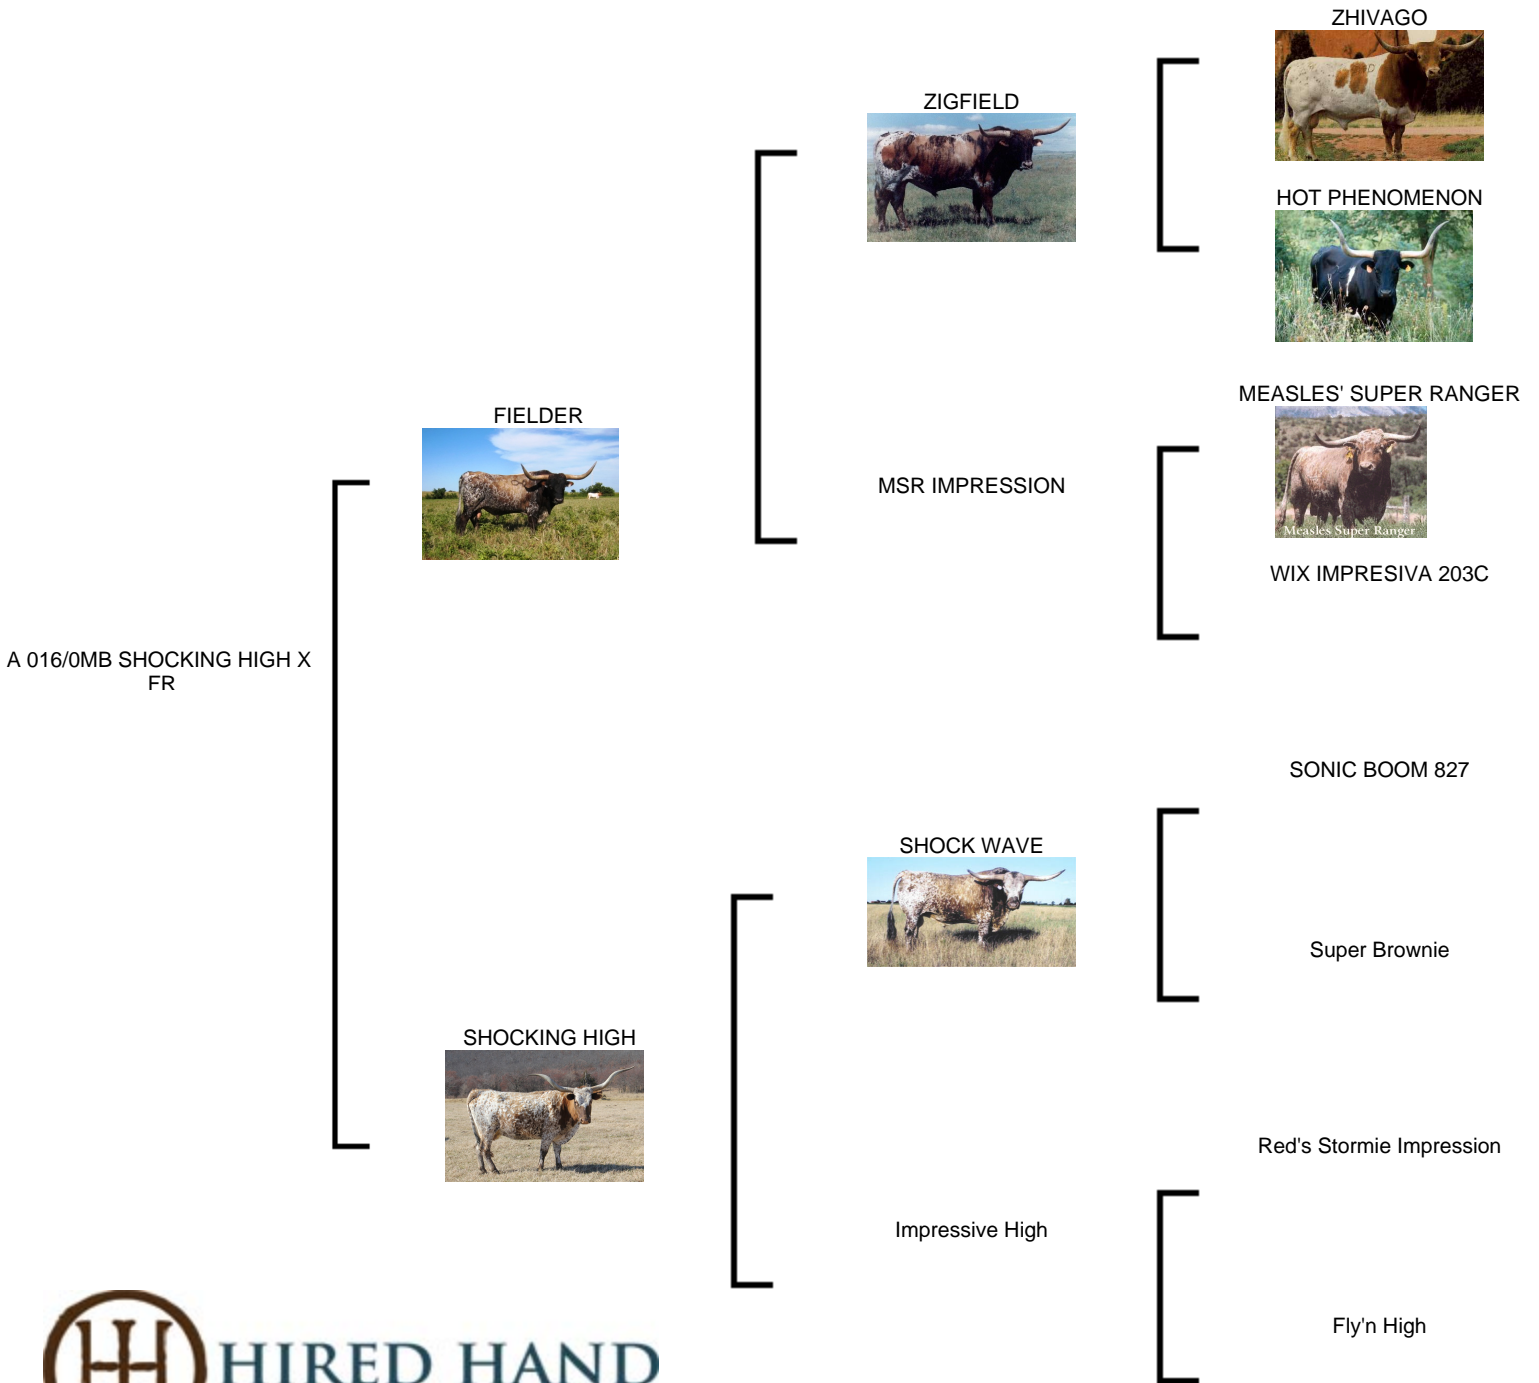 ZHIVAGO
ZIGFIELD
HOT PHENOMENON
MEASLES' SUPER RANGER
FIELDER
MSR IMPRESSION
Measles Super Ranger
WIX IMPRESIVA 203C
A 016/0MB SHOCKING HIGH X
FR
SONIC BOOM 827
SHOCK WAVE
Super Brownie
SHOCKING HIGH
Red's Stormie Impression
Impressive High
Fly'n High
HIRED HAND